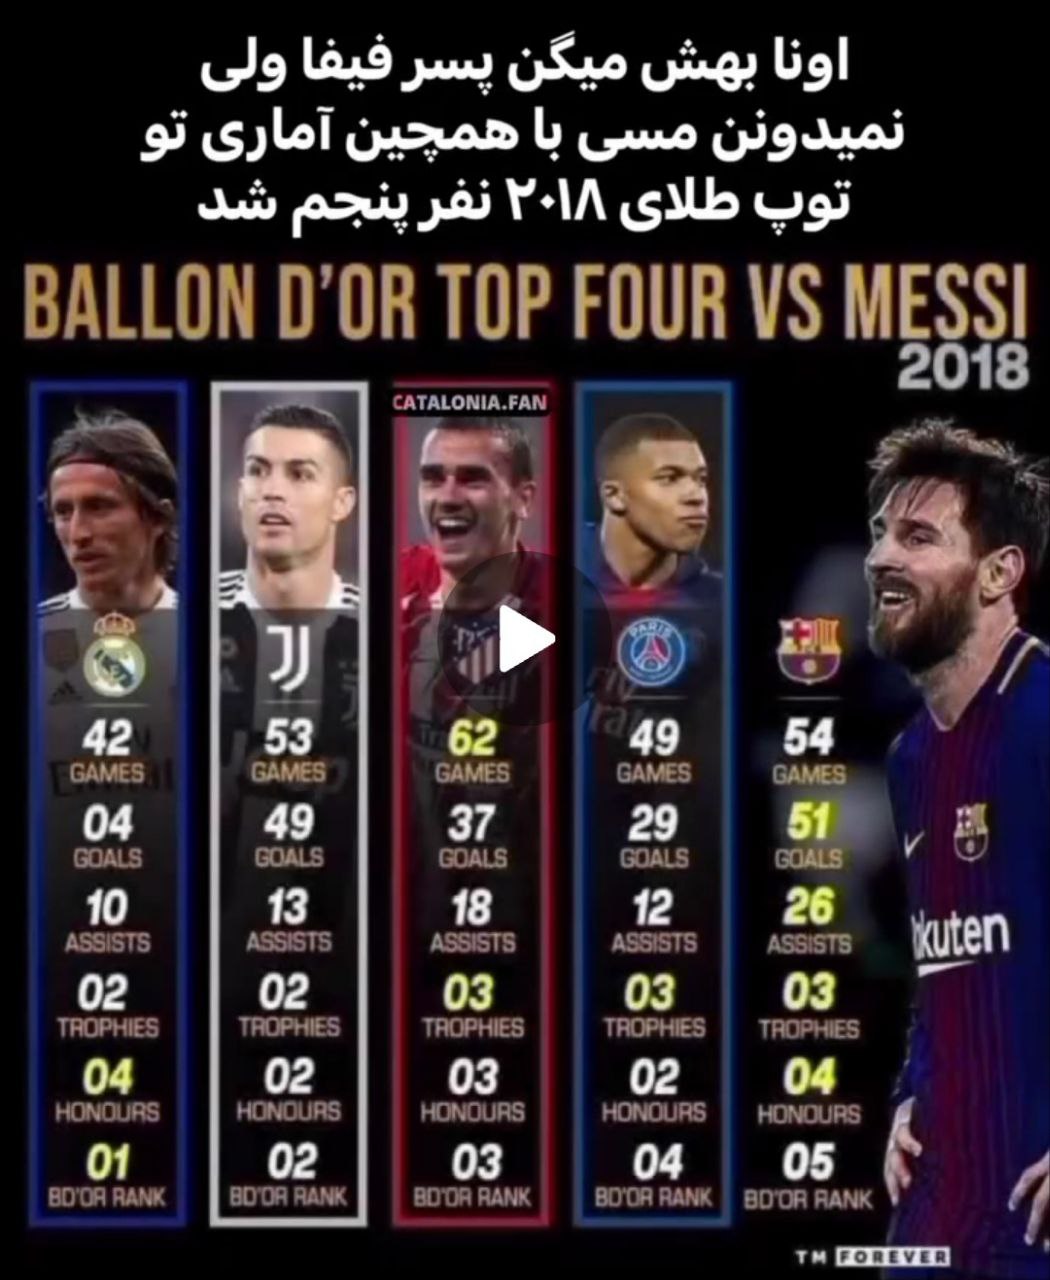 اونا بهش میگن پسر فیفا ولی
نمیدونن مسی با همچین آماری تو
توپ طلای ۲۰۱۸ نفر پنجم شد
BALLON D'OR TOP FOUR VS MESSI
2018
CATALONIA.FAN
PARIS
42 53 62 49 54
GAMES GAMES GAMES GAMES GAMES
04 49 37 29 51
GOALS GOALS GOALS GOALS GOALS
10 13 18 12 26
ASSISTS ASSISTS ASSISTS ASSISTS ASSISTS
kuten
02 02 03 03 03
TROPHIES TROPHIES TROPHIES TROPHIES TROPHIES
04 02 03 02 04
HONOURS HONOURS HONOURS HONOURS HONOURS
01 02 03 04 05
BD'OR RANK BD'OR RANK BD'OR RANK BD'OR RANK BD'OR RANK
TM FOREVER